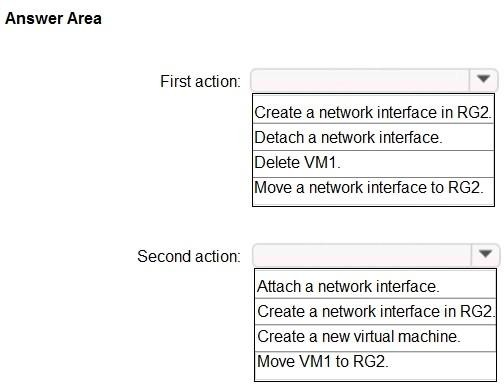 Answer Area
First action:
Create a network interface in RG2.
Detach a network interface.
Delete VM1.
Move a network interface to RG2.
Second action:
Attach a network interface.
Create a network interface in RG2.
Create a new virtual machine.
Move VM1 to RG2.